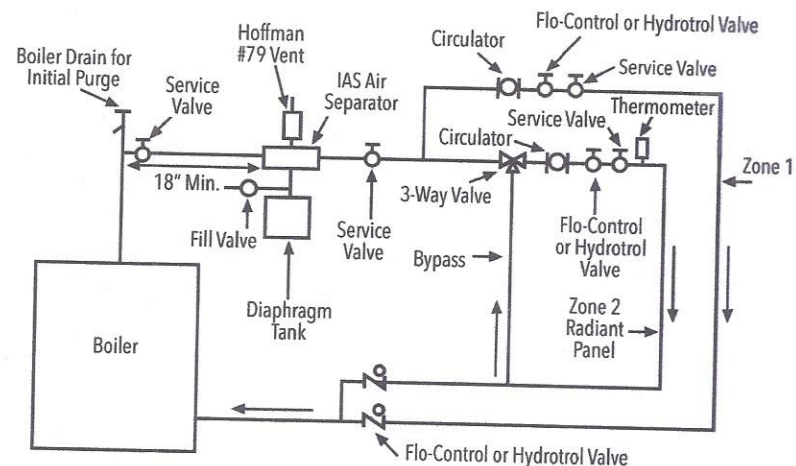 Flo-Control or Hydrotrol Valve
Hoffman
#79 Vent
Circulator
Boiler Drain for
Initial Purge
Service
Valve
IAS Air
Separator
Service Valve
Thermometer
Service Valve
Circulator
18" Min.
3-Way Valve
Zone 1
Fill Valve
Service
Valve
Flo-Control
or Hydrotrol
Valve
Bypass
Diaphragm
Tank
Zone 2
Radiant
Panel
Boiler
Flo-Control or Hydrotrol Valve